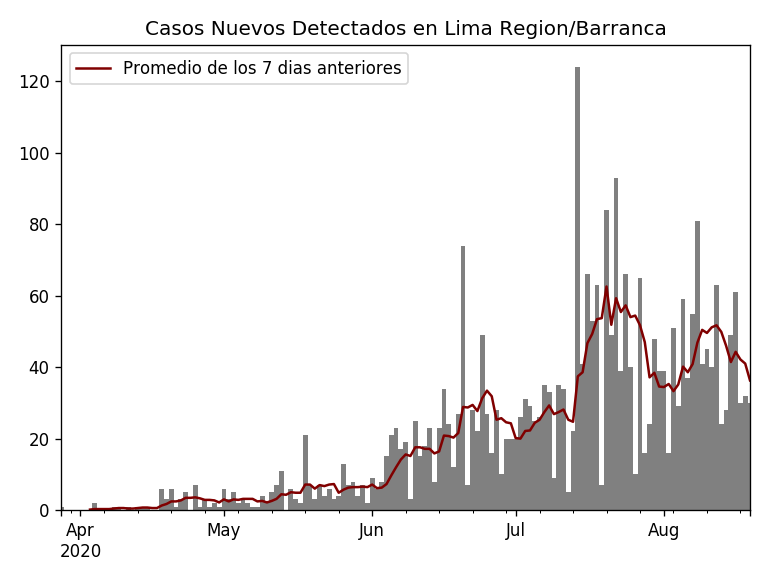 Casos Nuevos Detectados en Lima Region/Barranca
Promedio de los 7 dias anteriores
120
100
80
60
40
20
0
Apr May Jun Jul Aug
2020